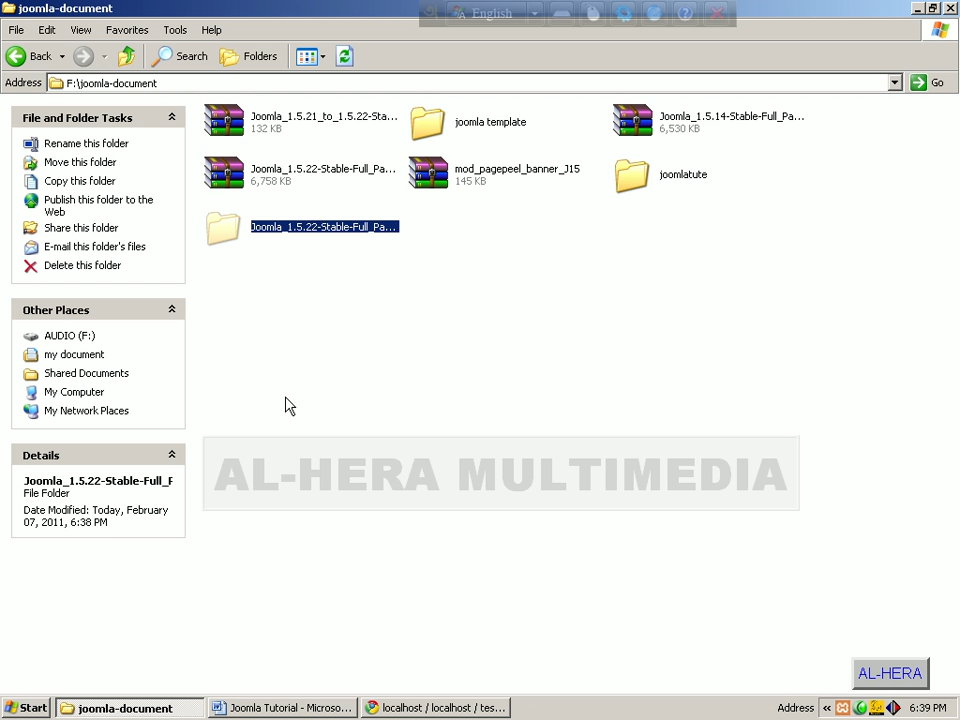 joomla-document
English
File Edit View Favorites Tools Help
Back Search Folders
Address F:\joomla-document Go
File and Folder Tasks
Rename this folder
Move this folder
Copy this folder
Publish this folder to the
Web
Share this folder
E-mail this folder's files
Delete this folder
Other Places
AUDIO (F:)
my document
Shared Documents
My Computer
My Network Places
Details
Joomla_1.5.22-Stable-Full_P
File Folder
Date Modified: Today, February
07, 2011, 6:38 PM
Joomla_1.5.21_to_1.5.22-Sta...
132 KB
joomla template
Joomla_1.5.14-Stable-Full_Pa...
6,530 KB
Joomla_1.5.22-Stable-Full_Pa...
6,758 KB
mod_pagepeel_banner_J15
145 KB
joomlatute
Joomla_1.5.22-Stable-Full_Pa...
AL-HERA MULTIMEDIA
AL-HERA
Start joomla-document Joomla Tutorial - Microso... localhost / localhost / tes... Address « 6:39 PM